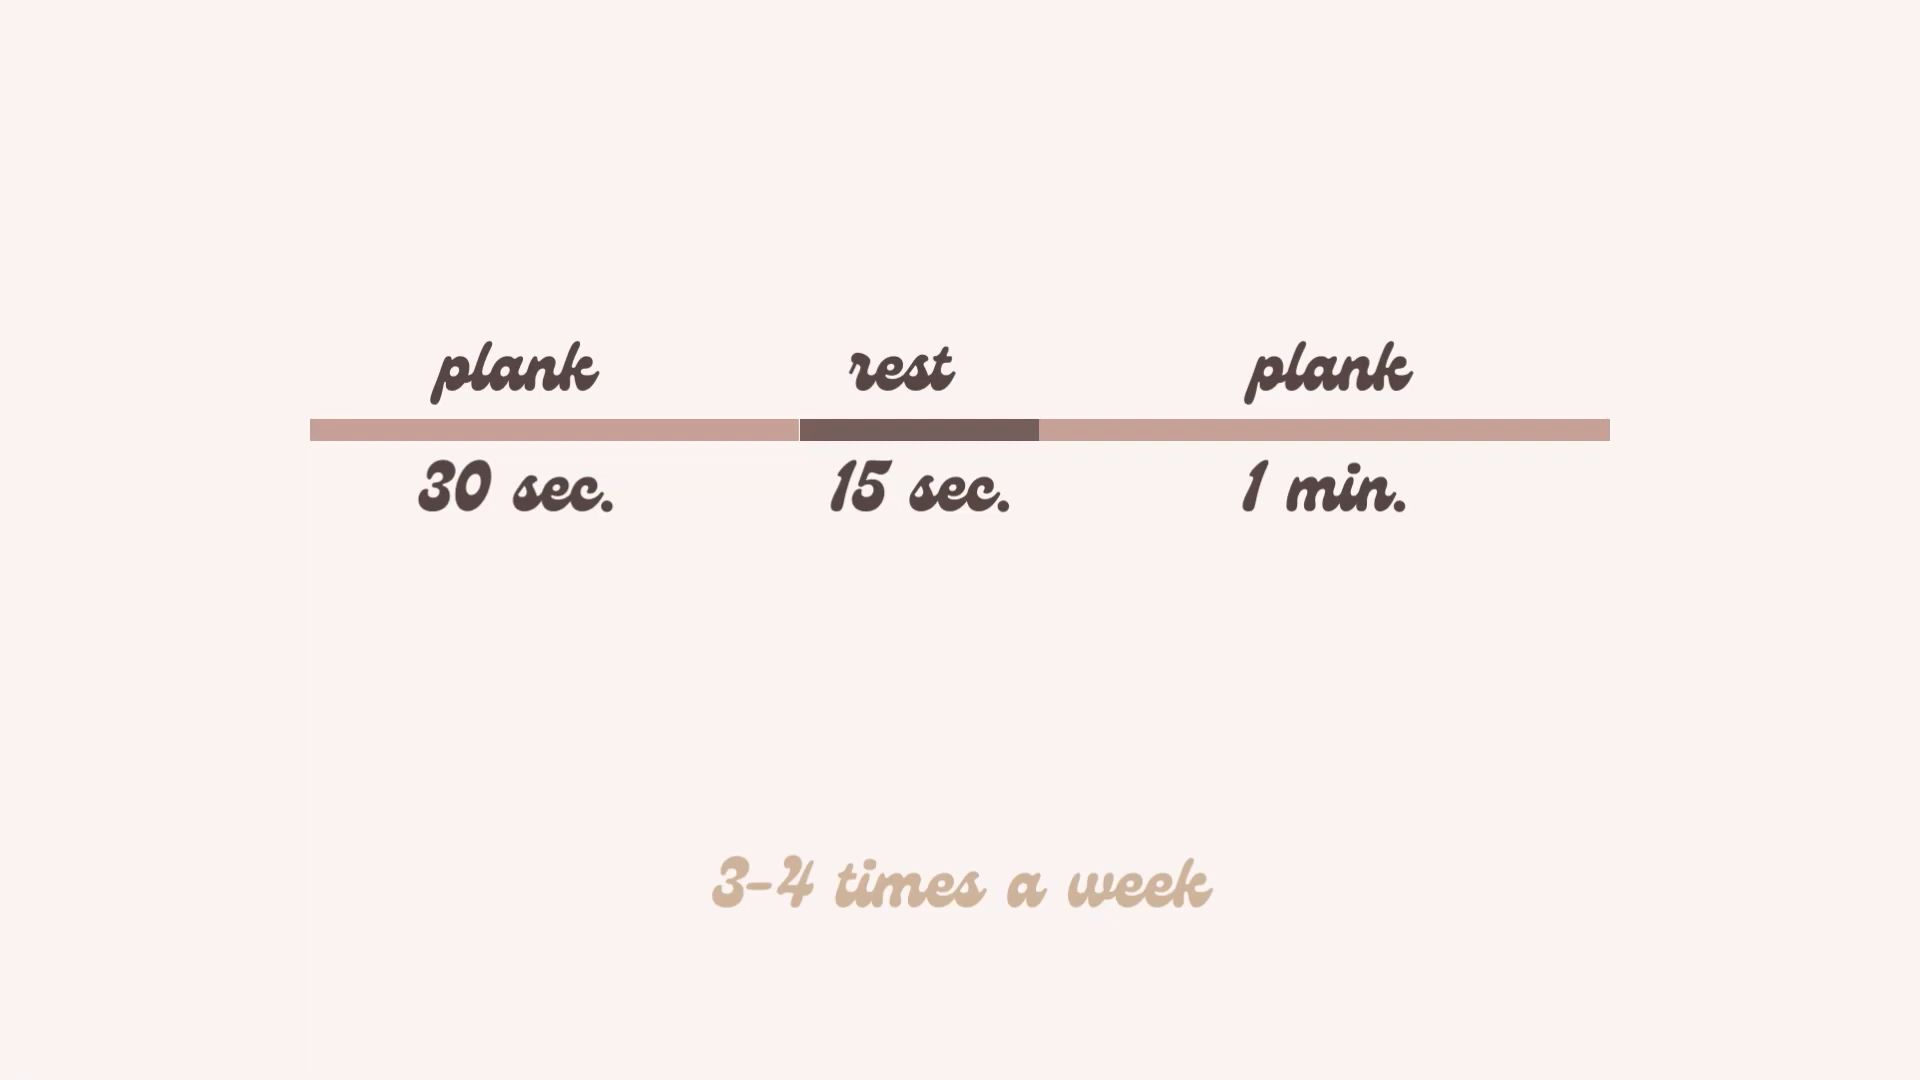 plank rest plank
30 sec. 15 sec. 1 min.
3-4 times a week